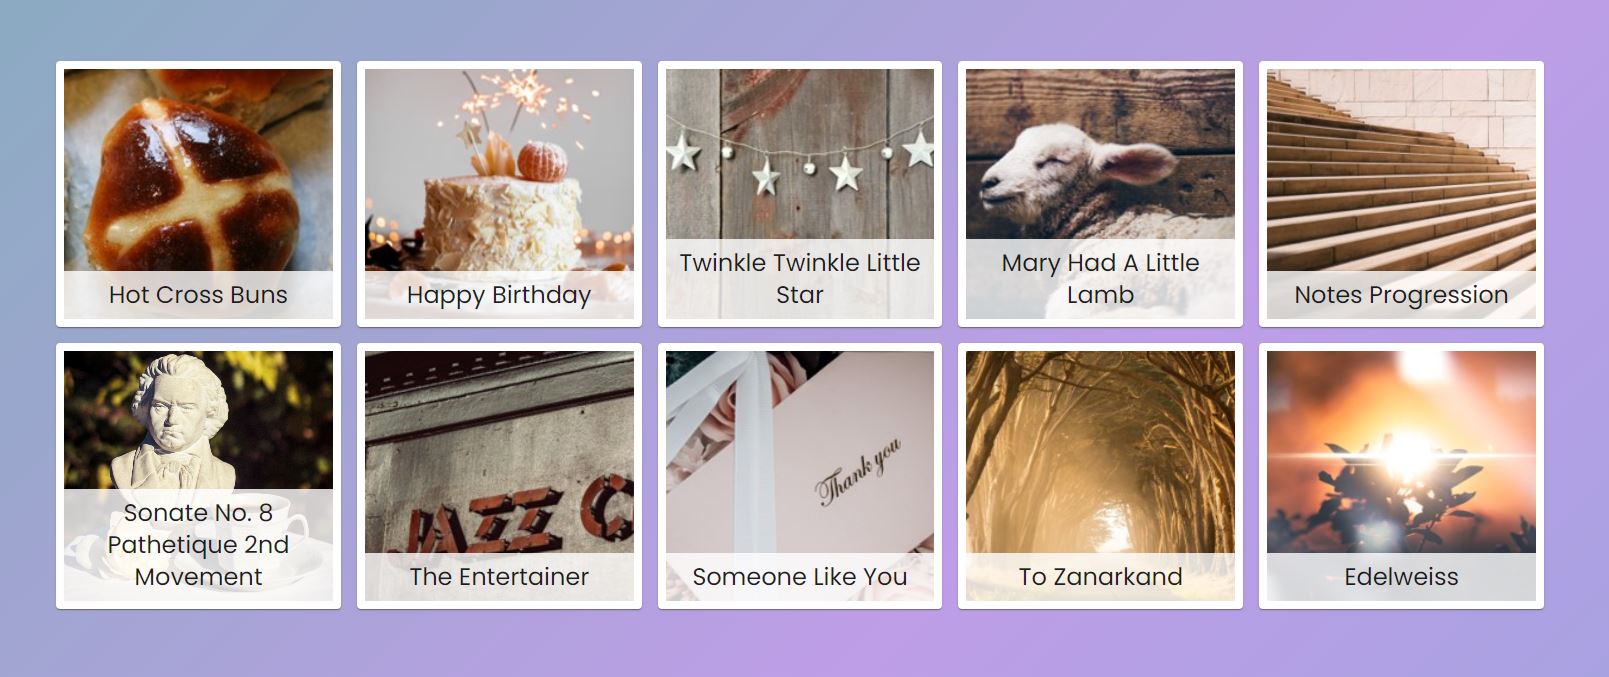 Hot Cross Buns
Happy Birthday
Twinkle Twinkle Little
Star
Mary Had A Little
Lamb
Notes Progression
Sonate No. 8
Pathetique 2nd
Movement
JAZZ C
The Entertainer
Thank you
Someone Like You
To Zanarkand
Edelweiss